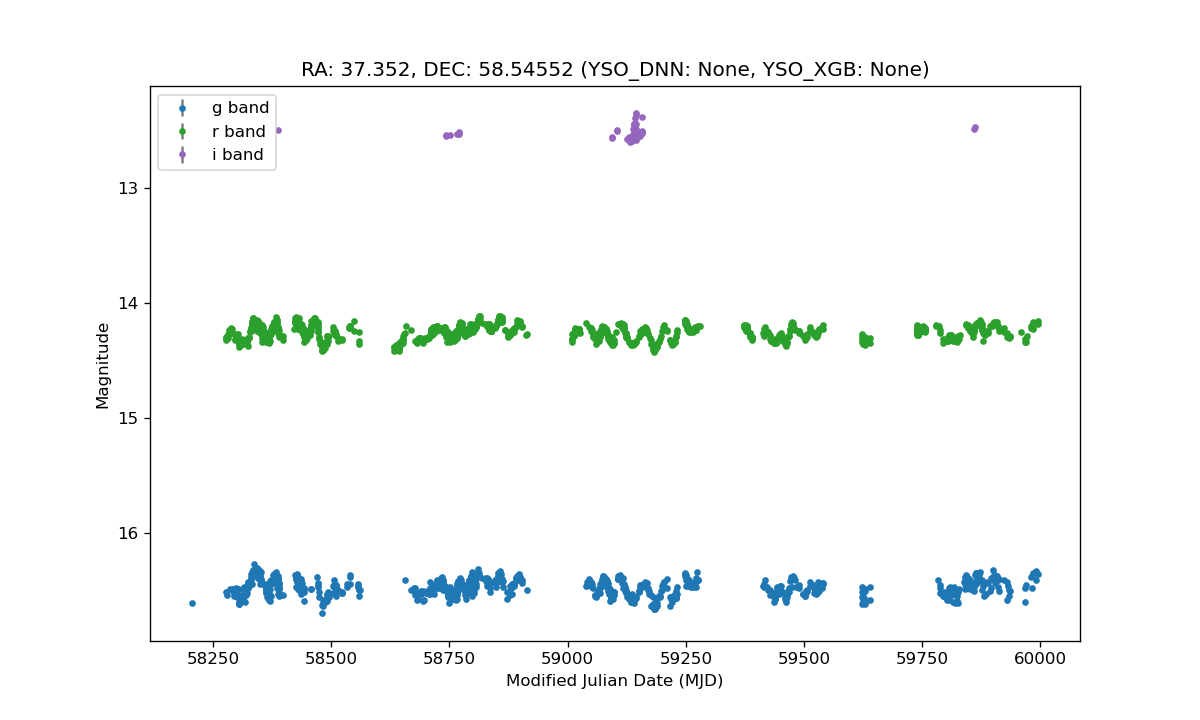 RA: 37.352, DEC: 58.54552 (YSO_DNN: None, YSO_XGB: None)
g band
r band
i band
13
14
15
16
Magnitude
58250 58500 58750 59000 59250 59500 59750 60000
Modified Julian Date (MJD)